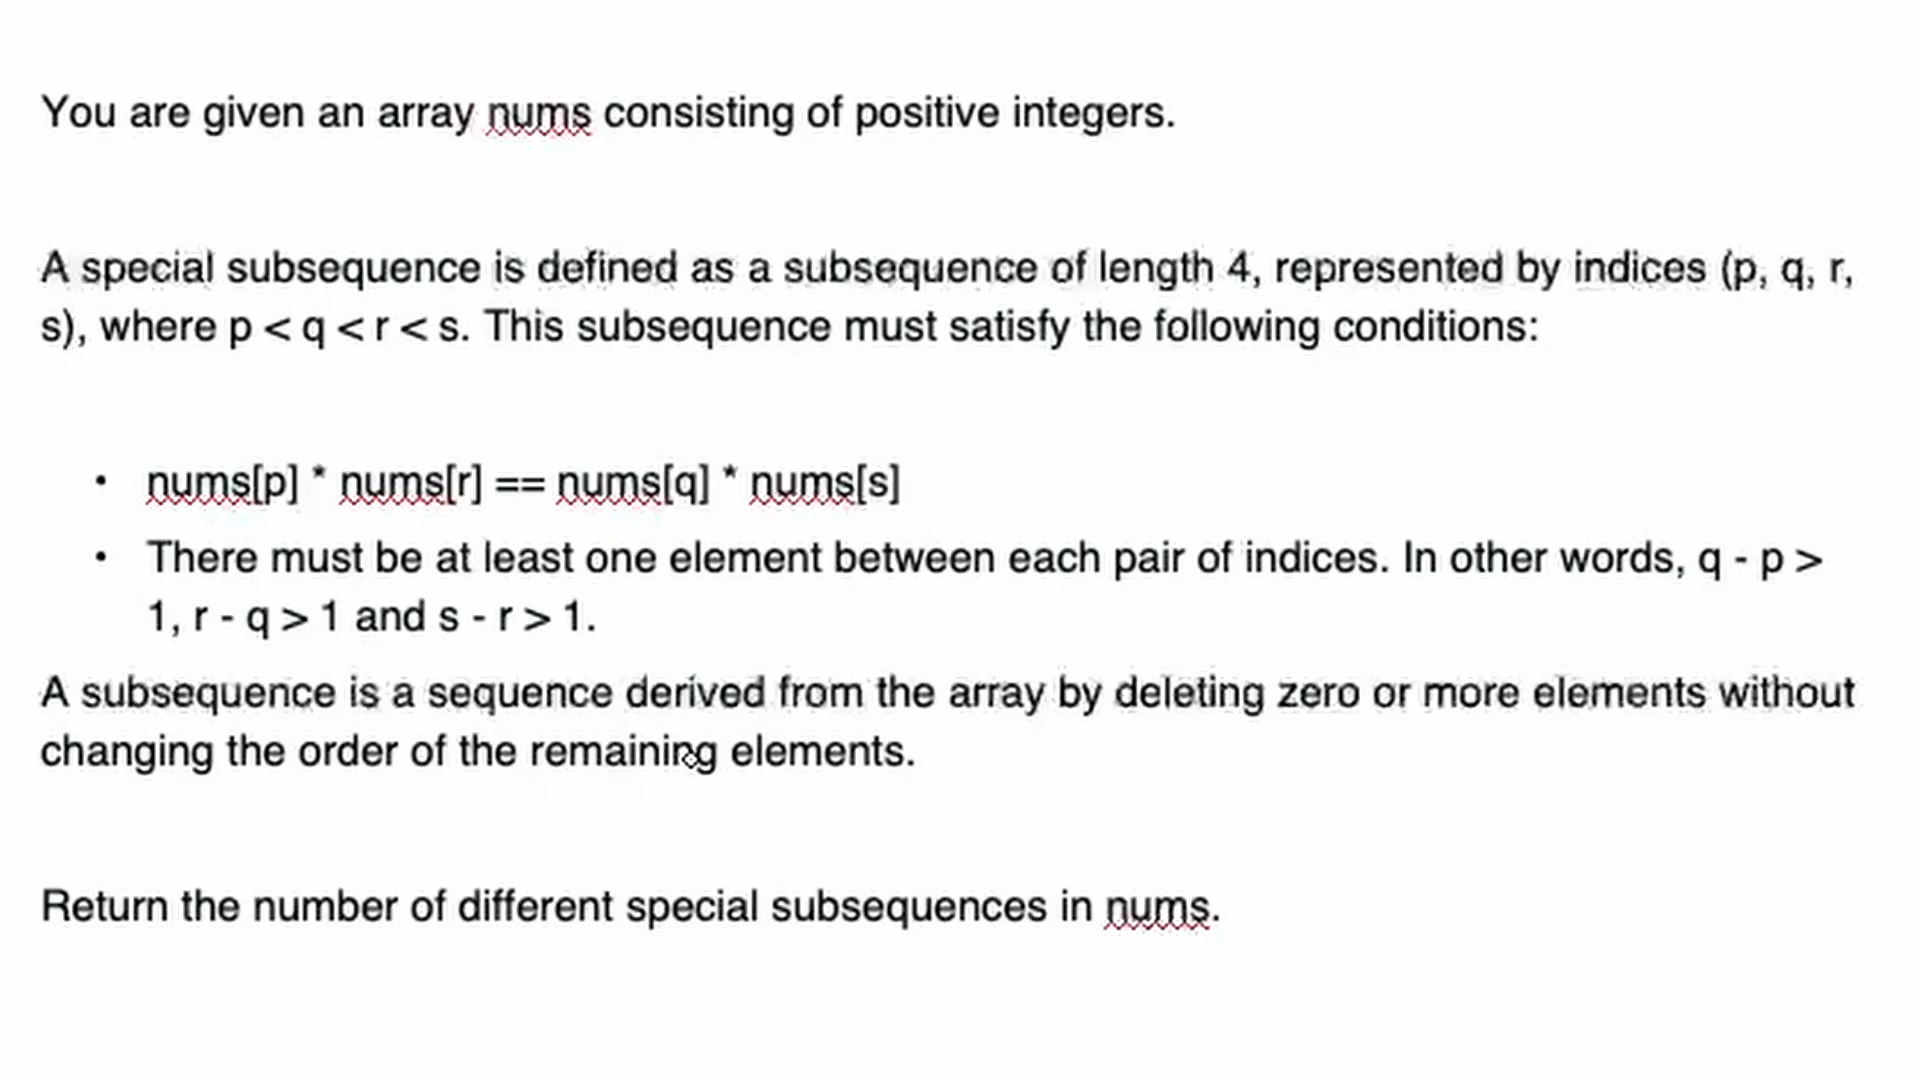 You are given an array nums consisting of positive integers.
A special subsequence is defined as a subsequence of length 4, represented by indices (p, q, r,
s), where p < q < r < s. This subsequence must satisfy the following conditions:
• nums[p] * nums[r] == nums[q] * nums[s]
• There must be at least one element between each pair of indices. In other words, q - p >
1, r - q > 1 and s - r > 1.
A subsequence is a sequence derived from the array by deleting zero or more elements without
changing the order of the remaining elements.
Return the number of different special subsequences in nums.